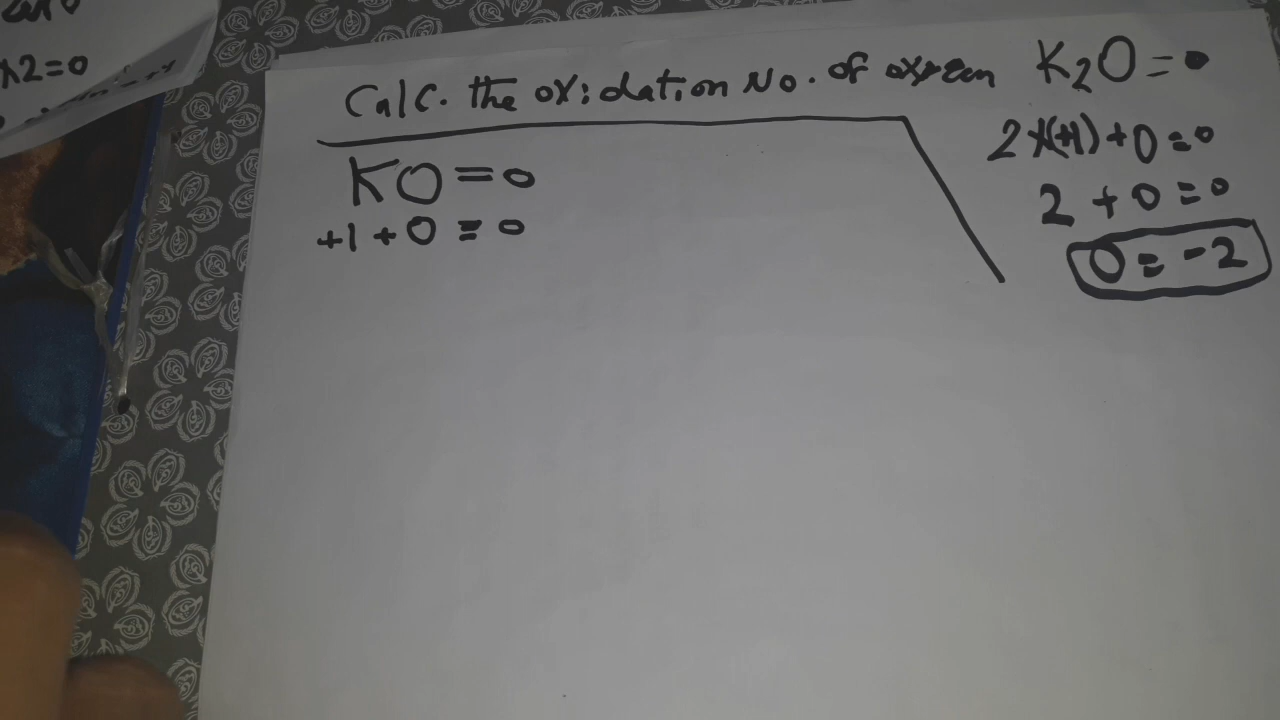 Calc. the oxidation No. of oxygen
KO = 0
+1 + O = 0
K2O = 0
2x(+1) + O = 0
2 + O = 0
O = -2
x2=0